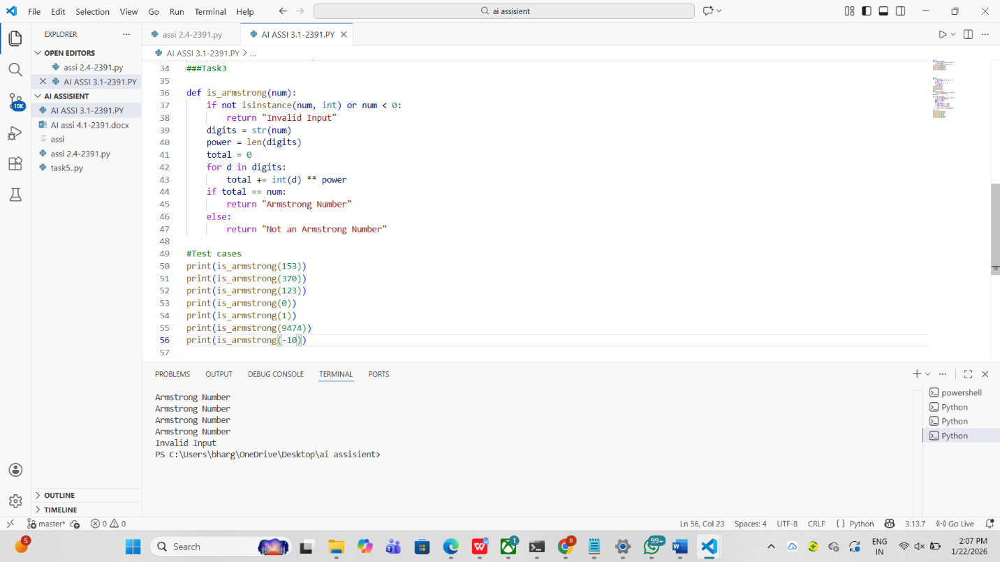 File Edit Selection View Go Run Terminal Help
ai assisient
EXPLORER
OPEN EDITORS
assi 2.4-2391.py
AI ASSI 3.1-2391.PY
AI ASSISIENT
AI ASSI 3.1-2391.PY
AI assi 4.1-2391.docx
assi
assi 2.4-2391.py
task5..py
10K
OUTLINE
TIMELINE
assi 2.4-2391.py AI ASSI 3.1-2391.PY
AI ASSI 3.1-2391.PY > ...
34 ###Task3
35
36 def is_armstrong(num):
37     if not isinstance(num, int) or num < 0:
38         return "Invalid Input"
39     digits = str(num)
40     power = len(digits)
41     total = 0
42     for d in digits:
43         total += int(d) ** power
44     if total == num:
45         return "Armstrong Number"
46     else:
47         return "Not an Armstrong Number"
48
49 #Test cases
50 print(is_armstrong(153))
51 print(is_armstrong(370))
52 print(is_armstrong(123))
53 print(is_armstrong(0))
54 print(is_armstrong(1))
55 print(is_armstrong(9474))
56 print(is_armstrong(-10))
57
PROBLEMS OUTPUT DEBUG CONSOLE TERMINAL PORTS
Armstrong Number
Armstrong Number
Armstrong Number
Armstrong Number
Invalid Input
PS C:\Users\bharg\OneDrive\Desktop\ai assisient>
powershell
Python
Python
Python
master* 0 0 Ln 56, Col 23 Spaces: 4 UTF-8 CRLF { } Python 3.13.7 Go Live
5 Search 1 8 99+ ENG IN 2:07 PM 1/22/2026